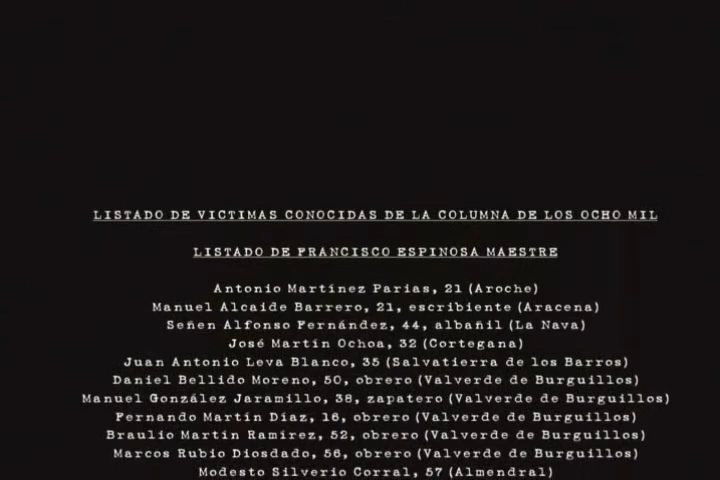 LISTADO DE VICTIMAS CONOCIDAS DE LA COLUMNA DE LOS OCHO MIL
LISTADO DE FRANCISCO ESPINOSA MAESTRE
Antonio Martínez Parias, 21 (Aroche)
Manuel Alcaide Barrero, 21, escribiente (Aracena)
Señen Alfonso Fernández, 44, albañil (La Nava)
José Martín Ochoa, 32 (Cortegana)
Juan Antonio Leva Blanco, 35 (Salvatierra de los Barros)
Daniel Bellido Moreno, 50, obrero (Valverde de Burguillos)
Manuel González Jaramillo, 38, zapatero (Valverde de Burguillos)
Fernando Martín Díaz, 16, obrero (Valverde de Burguillos)
Braulio Martín Ramírez, 52, obrero (Valverde de Burguillos)
Marcos Rubio Diosdado, 56, obrero (Valverde de Burguillos)
Modesto Silverio Corral, 57 (Almendral)